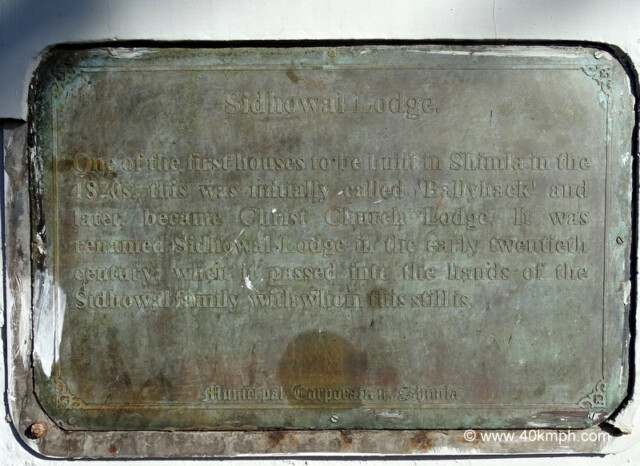 Sidhowal Lodge
One of the first houses to be built in Shimla in the
1820s, this was initially called 'Ballyhack' and
later, became Christ Church Lodge. It was
renamed Sidhowal Lodge in the early twentieth
century, when it passed into the hands of the
Sidhowal family with whom this still is.
Municipal Corporation, Shimla
© www.40kmph.com